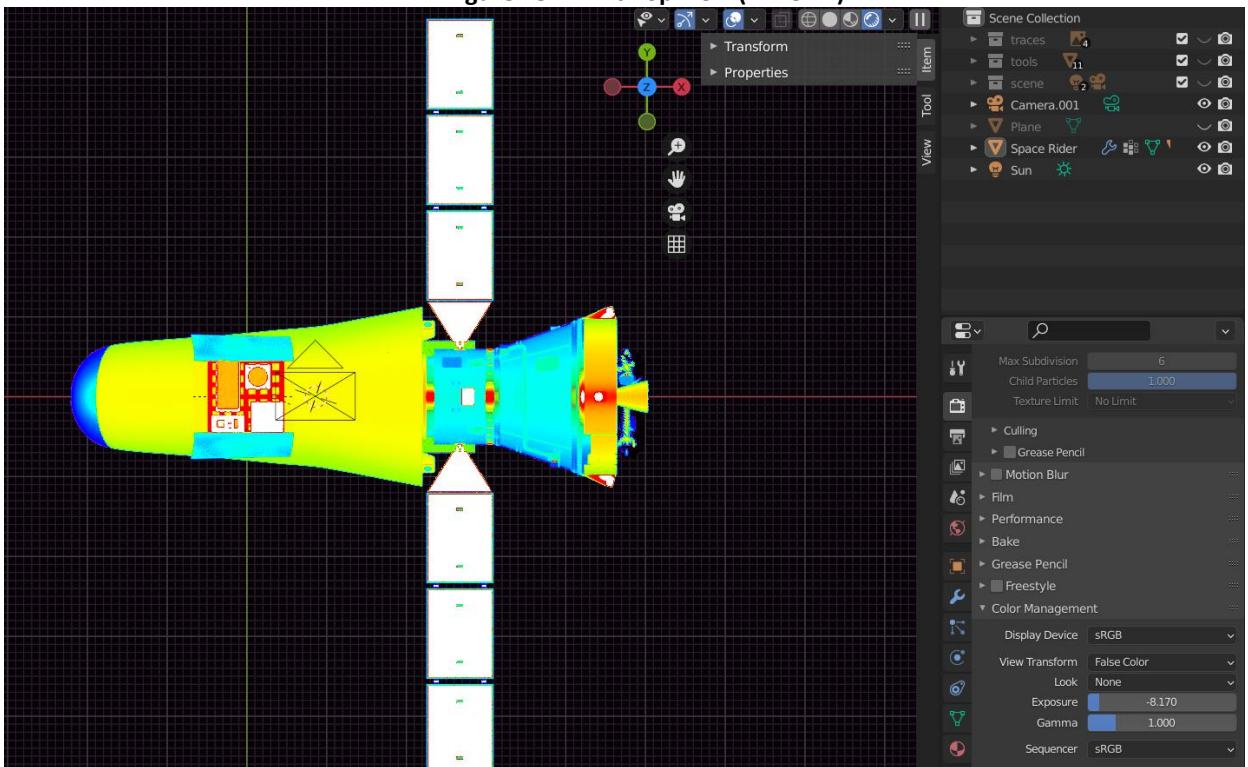 Transform
Properties
Item
Tool
View
Y
Z
X
Scene Collection
traces
4
tools
11
scene
2
Camera.001
Plane
Space Rider
Sun
Max Subdivision 6
Child Particles 1.000
Texture Limit No Limit
Culling
Grease Pencil
Motion Blur
Film
Performance
Bake
Grease Pencil
Freestyle
Color Management
Display Device sRGB
View Transform False Color
Look None
Exposure -8.170
Gamma 1.000
Sequencer sRGB